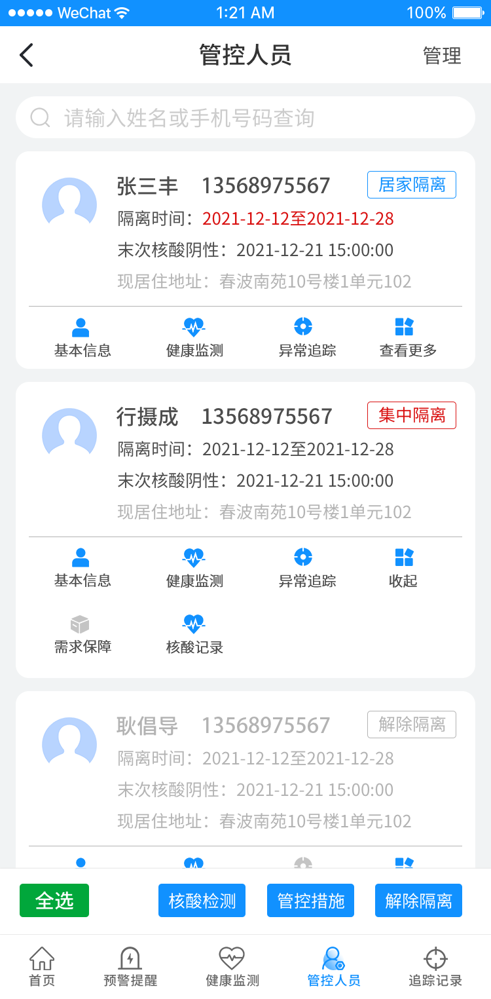 WeChat 1:21 AM 100%
管控人员 管理
请输入姓名或手机号码查询
张三丰 13568975567 居家隔离
隔离时间：2021-12-12至2021-12-28
末次核酸阴性：2021-12-21 15:00:00
现居住地址：春波南苑10号楼1单元102
基本信息 健康监测 异常追踪 查看更多
行摄成 13568975567 集中隔离
隔离时间：2021-12-12至2021-12-28
末次核酸阴性：2021-12-21 15:00:00
现居住地址：春波南苑10号楼1单元102
基本信息 健康监测 异常追踪 收起
需求保障 核酸记录
耿倡导 13568975567 解除隔离
隔离时间：2021-12-12至2021-12-28
末次核酸阴性：2021-12-21 15:00:00
现居住地址：春波南苑10号楼1单元102
全选 核酸检测 管控措施 解除隔离
首页 预警提醒 健康监测 管控人员 追踪记录